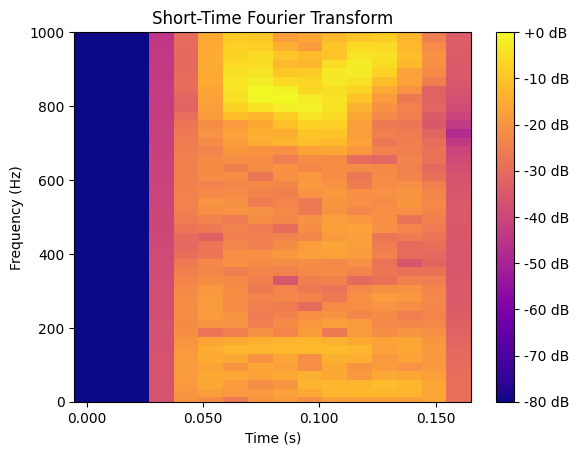 Short-Time Fourier Transform
1000
800
600
400
200
0
Frequency (Hz)
0.000
0.050
0.100
0.150
Time (s)
+0 dB
-10 dB
-20 dB
-30 dB
-40 dB
-50 dB
-60 dB
-70 dB
-80 dB